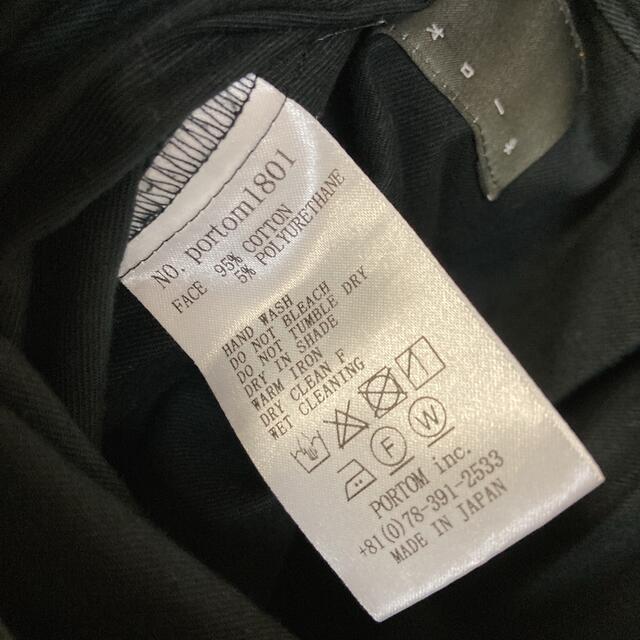 NO. portom1801
FACE 95% COTTON
5% POLIURETHANE
HAND WASH
DO NOT BLEACH
DO NOT TUMBLE DRY
DRY IN SHADE
WARM IRON
DRY CLEAN F
WET CLEANING
F W
PORTOM inc.
+81(0)78-391-2533
MADE IN JAPAN